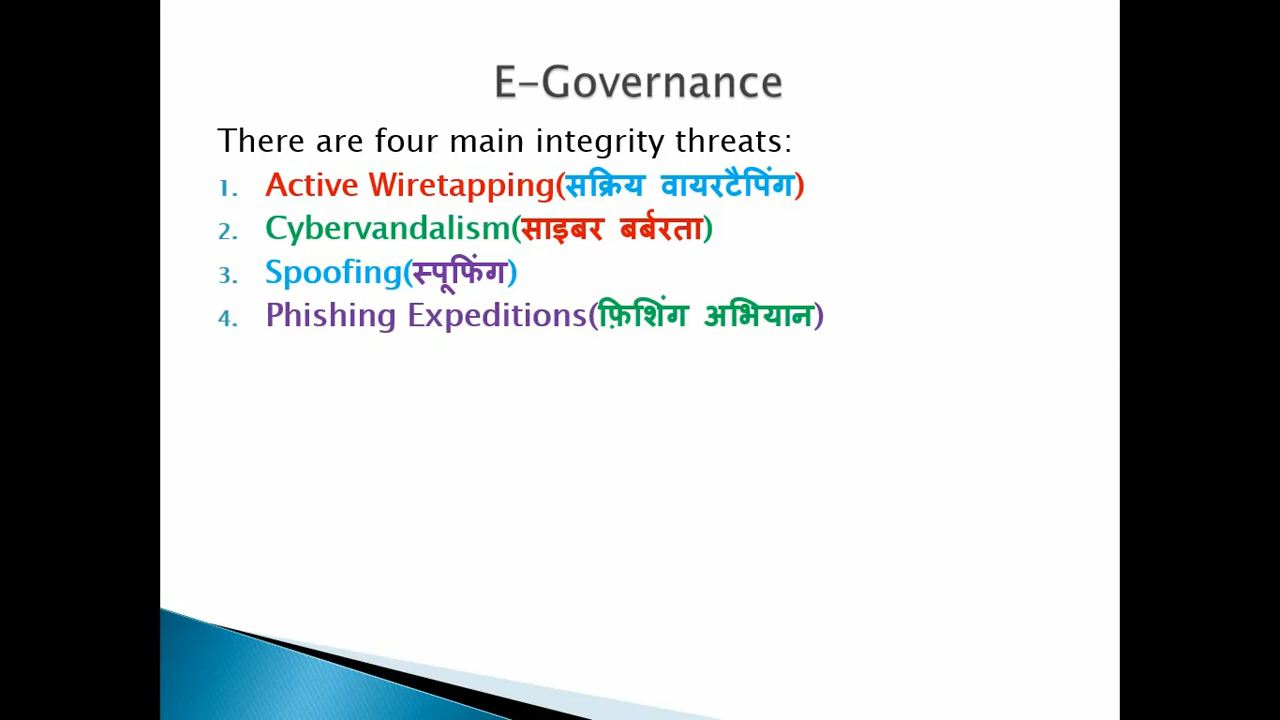 E-Governance
There are four main integrity threats:
1. Active Wiretapping(सक्रिय वायरटैपिंग)
2. Cybervandalism(साइबर बर्बरता)
3. Spoofing(स्पूफिंग)
4. Phishing Expeditions(फ़िशिंग अभियान)